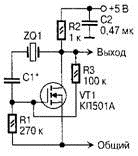 +5 В
C2
0,47 мк
ZQ1
R2
1 к
Выход
C1*
R3
100 к
VT1
КП501А
R1
270 к
Общий